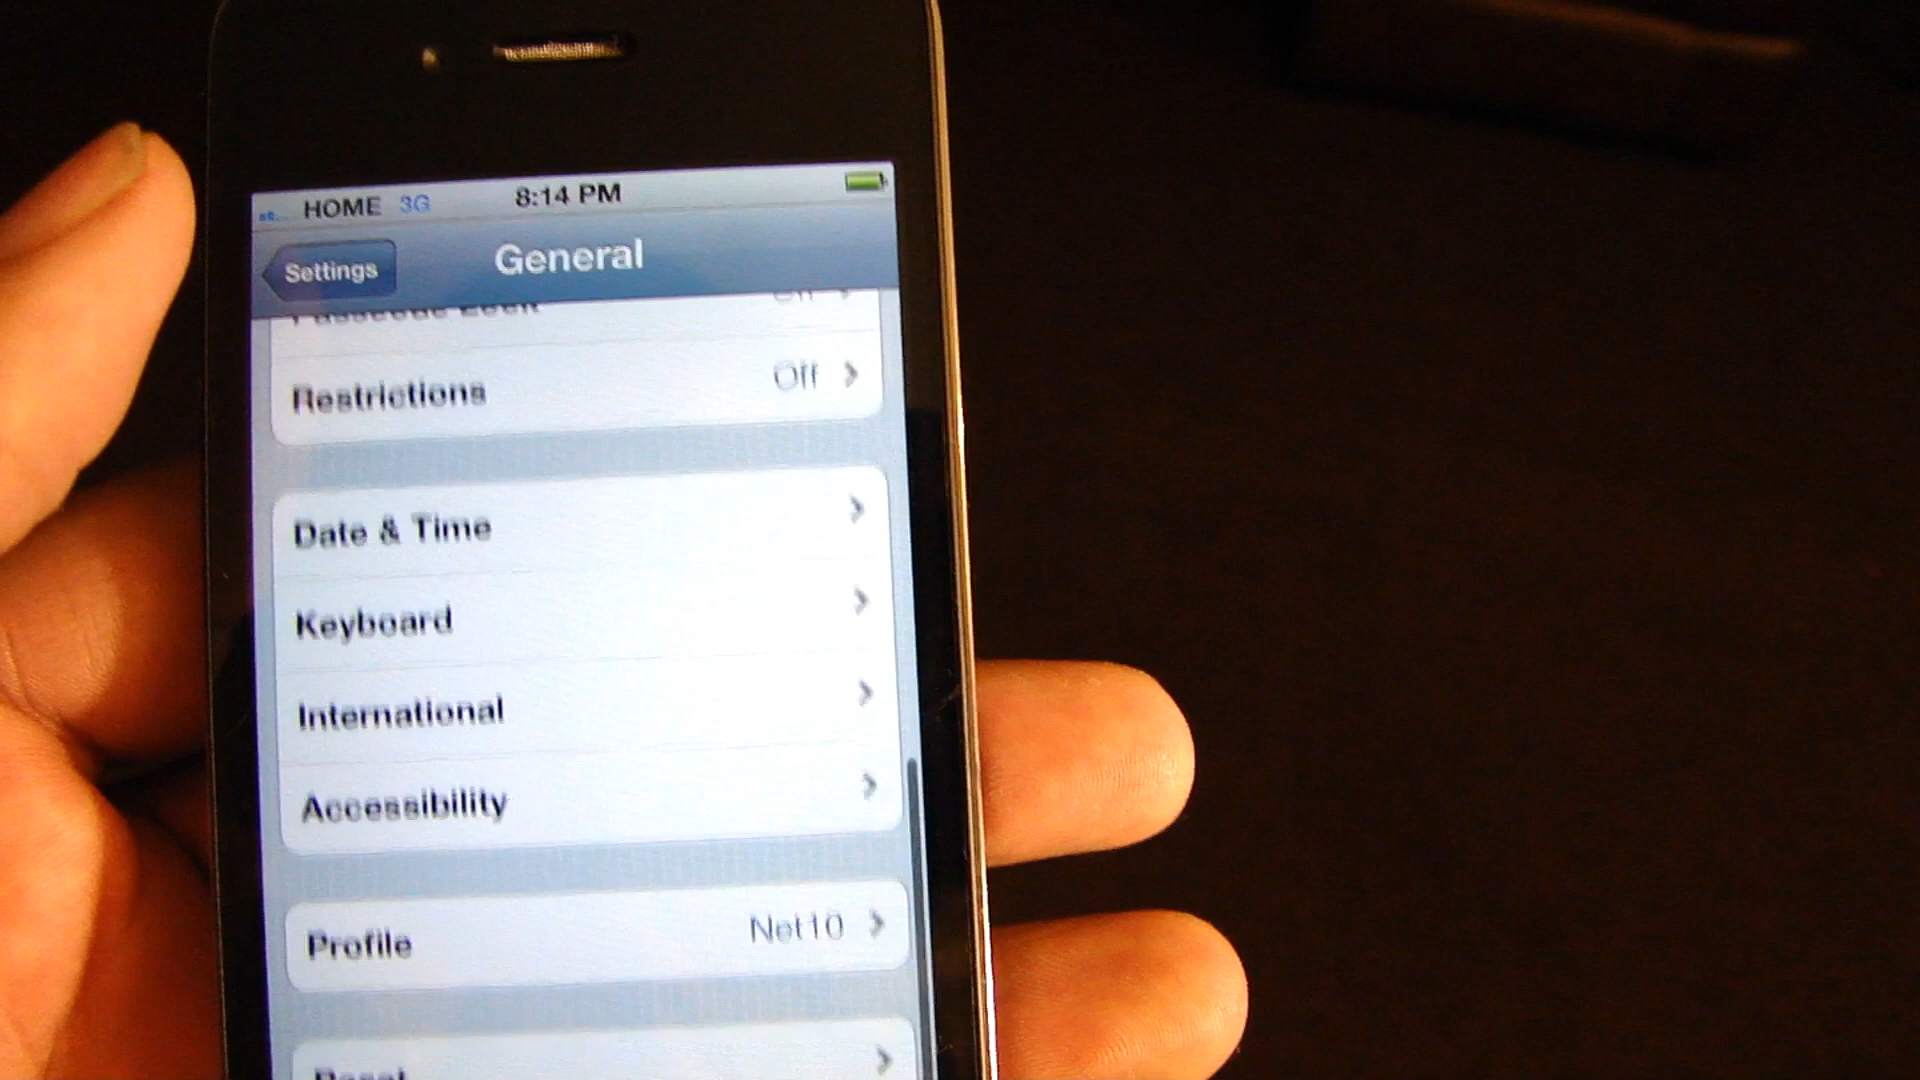 HOME 3G 8:14 PM
Settings General
Restrictions Off
Date & Time
Keyboard
International
Accessibility
Profile Net10